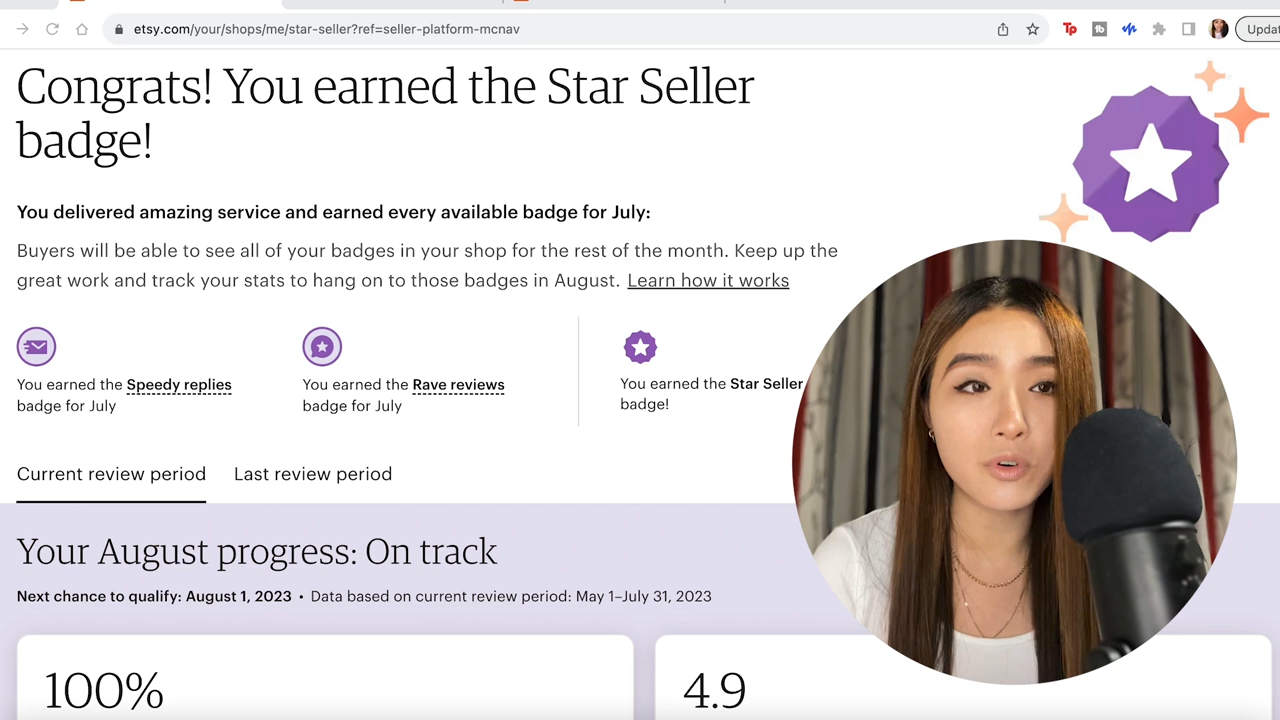 etsy.com/your/shops/me/star-seller?ref=seller-platform-mcnav
Tp
Updat
Congrats! You earned the Star Seller
badge!
You delivered amazing service and earned every available badge for July:
Buyers will be able to see all of your badges in your shop for the rest of the month. Keep up the
great work and track your stats to hang on to those badges in August. Learn how it works
You earned the Speedy replies
badge for July
You earned the Rave reviews
badge for July
You earned the Star Seller
badge!
Current review period
Last review period
Your August progress: On track
Next chance to qualify: August 1, 2023 • Data based on current review period: May 1–July 31, 2023
100%
4.9